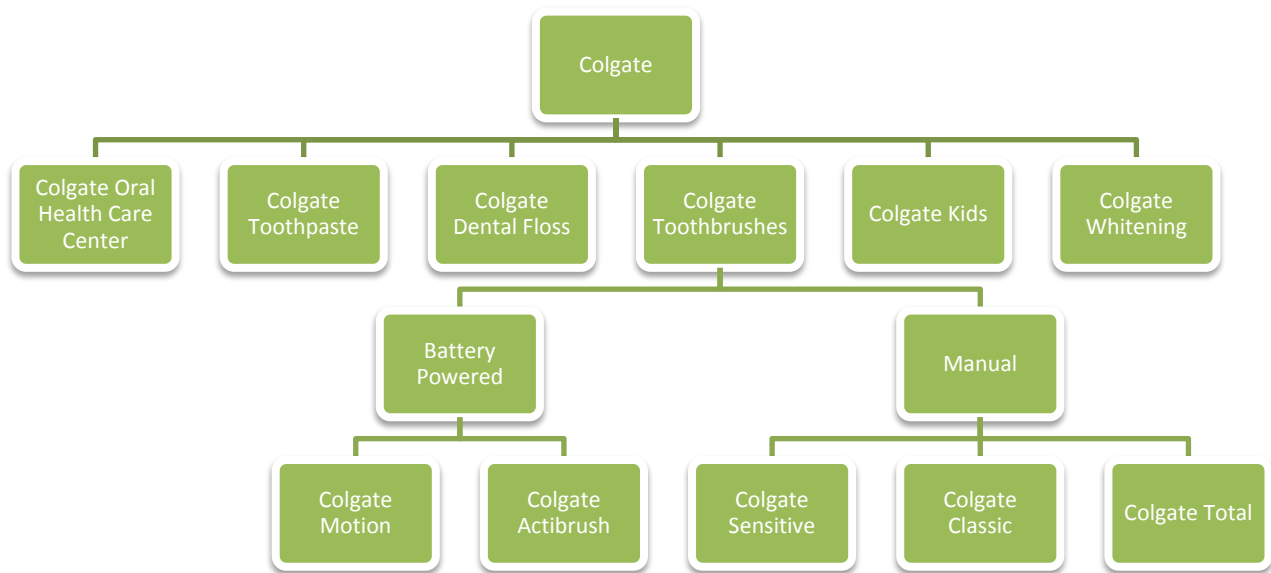 Colgate
Colgate Oral
Health Care
Center
Colgate
Toothpaste
Colgate
Dental Floss
Colgate
Toothbrushes
Colgate Kids
Colgate
Whitening
Battery
Powered
Manual
Colgate
Motion
Colgate
Actibrush
Colgate
Sensitive
Colgate
Classic
Colgate Total